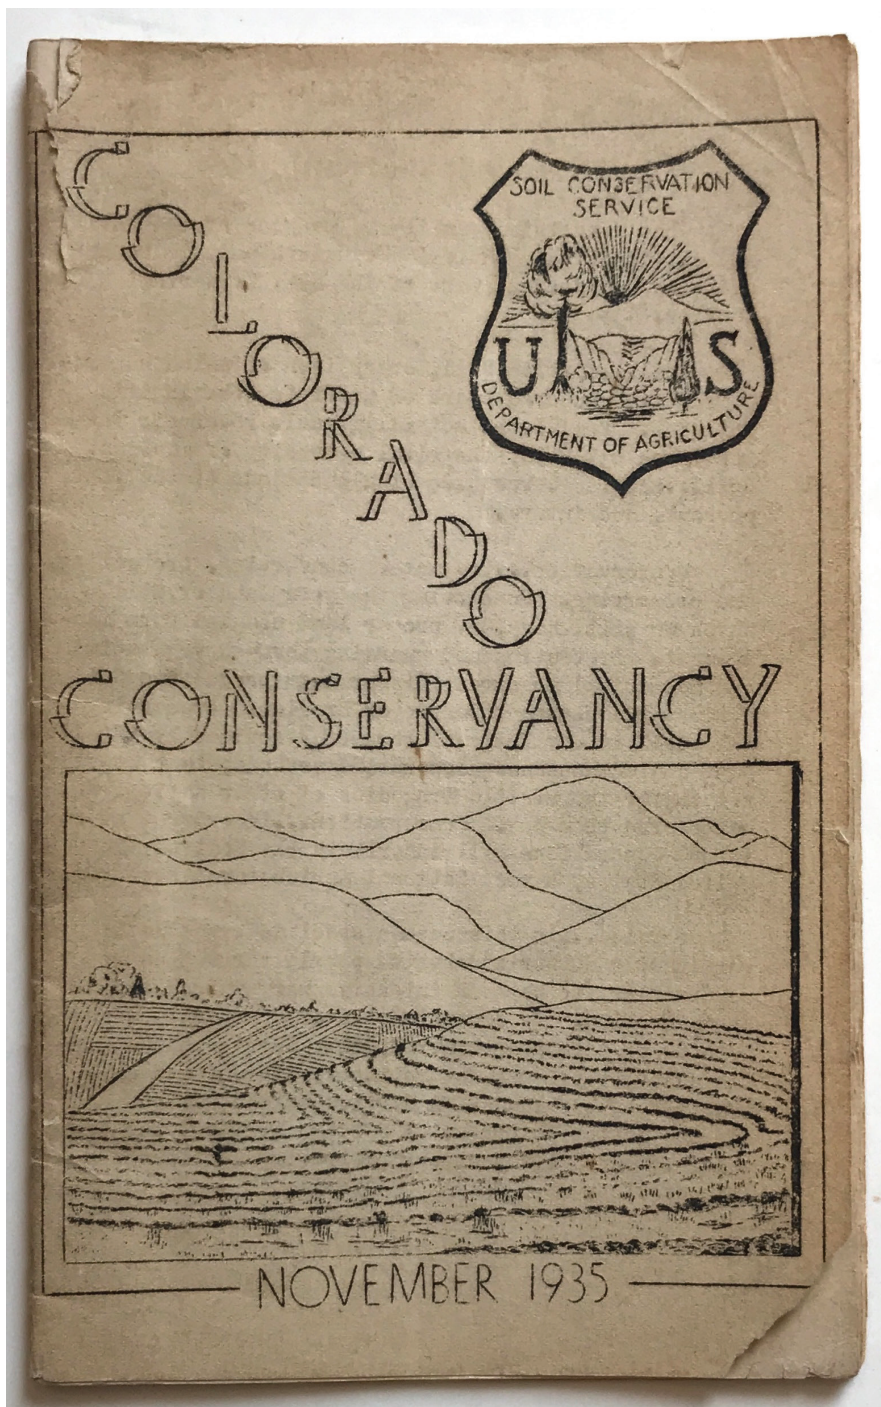 COLORADO
CONSERVANCY
SOIL CONSERVATION
SERVICE
U S
DEPARTMENT OF AGRICULTURE
NOVEMBER 1935